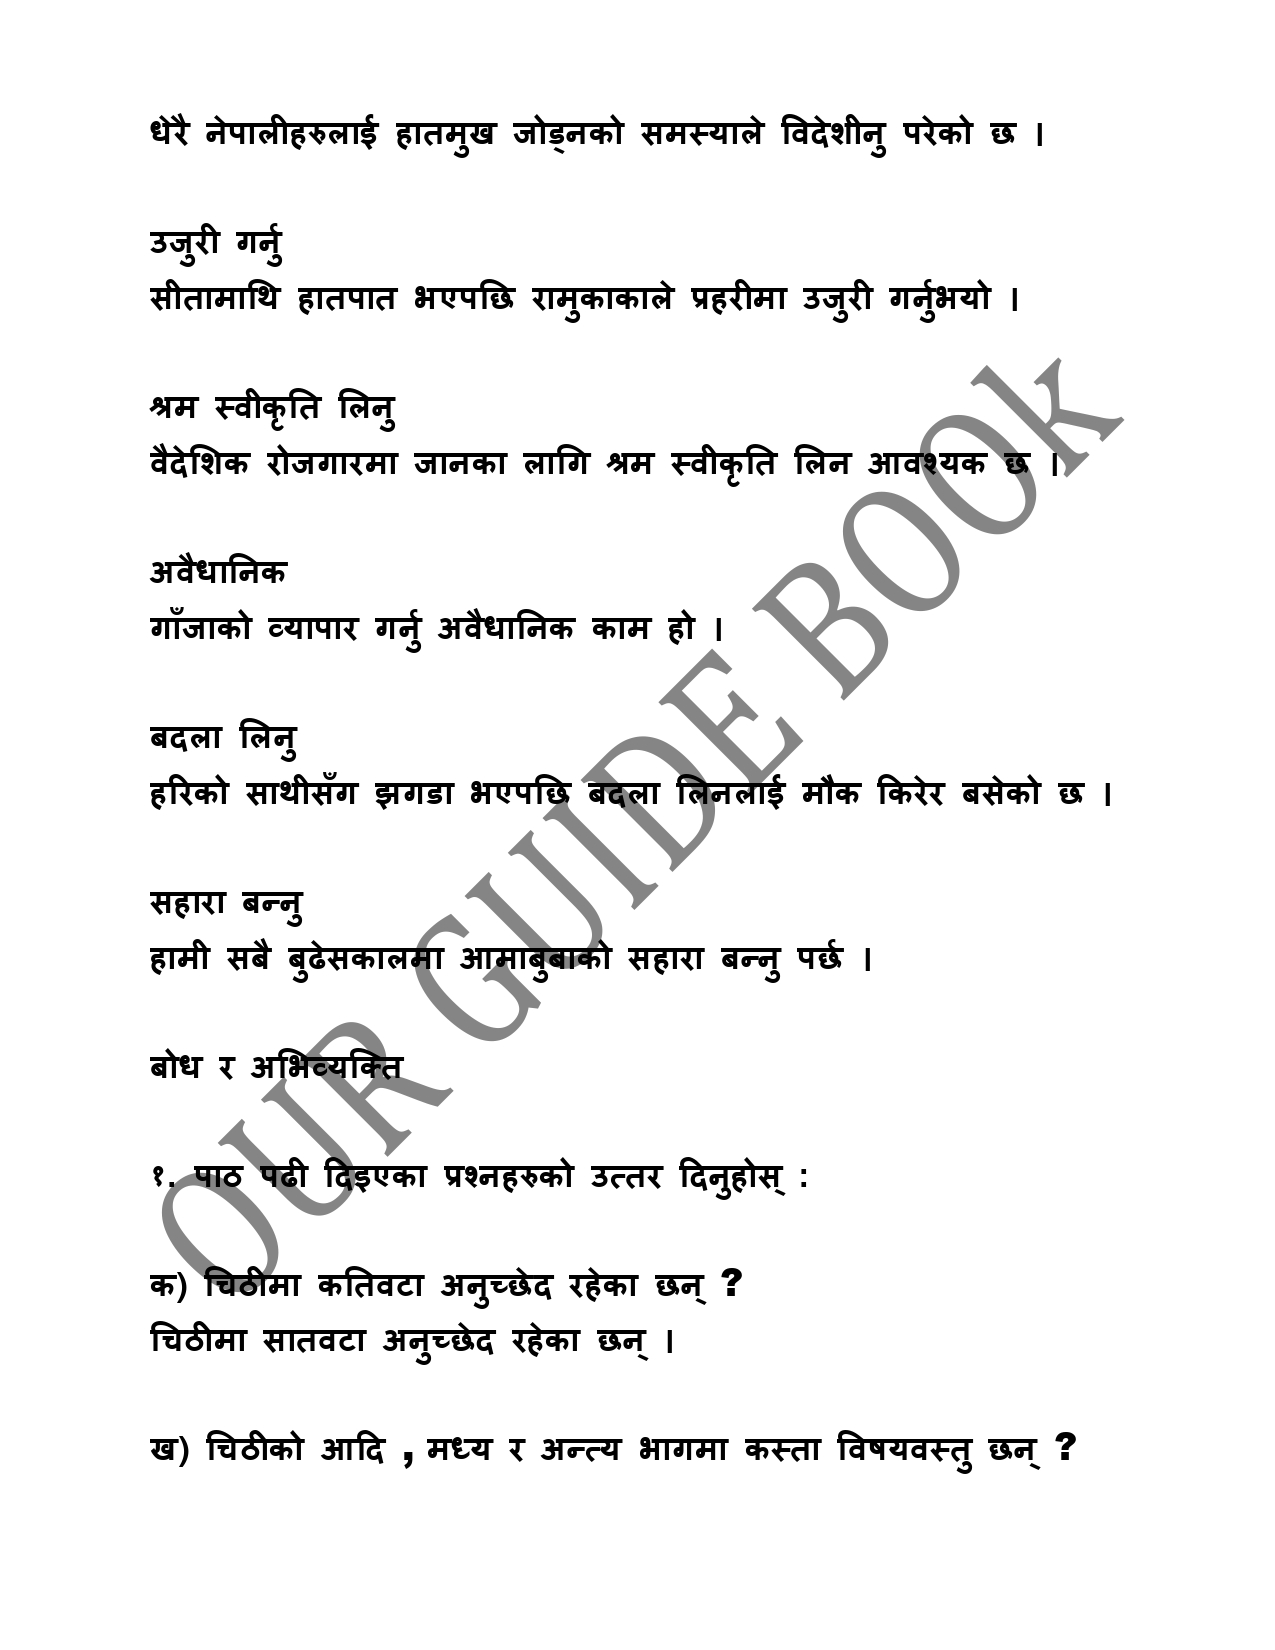 धेरै नेपालीहरुलाई हातमुख जोड्नको समस्याले विदेशीनु परेको छ ।
उजुरी गर्नु
सीतामाथि हातपात भएपछि रामुकाकाले प्रहरीमा उजुरी गर्नुभयो ।
श्रम स्वीकृति लिनु
वैदेशिक रोजगारमा जानका लागि श्रम स्वीकृति लिन आवश्यक छ ।
अवैधानिक
गाँजाको व्यापार गर्नु अवैधानिक काम हो ।
बदला लिनु
हरिको साथीसँग झगडा भएपछि बदला लिनलाई मौक किरेर बसेको छ ।
सहारा बन्नु
हामी सबै बुढेसकालमा आमाबुबाको सहारा बन्नु पर्छ ।
बोध र अभिव्यक्ति
१. पाठ पढी दिइएका प्रश्नहरुको उत्तर दिनुहोस् :
क) चिठीमा कतिवटा अनुच्छेद रहेका छन् ?
चिठीमा सातवटा अनुच्छेद रहेका छन् ।
ख) चिठीको आदि , मध्य र अन्त्य भागमा कस्ता विषयवस्तु छन् ?
OUR GUIDE BOOk